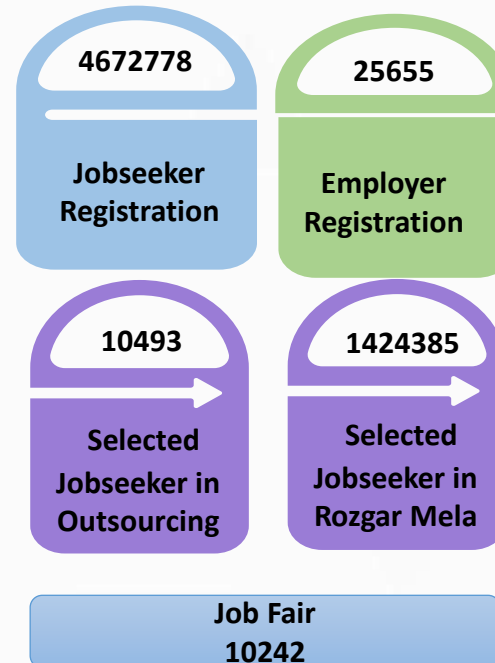 4672778
Jobseeker
Registration
25655
Employer
Registration
10493
Selected
Jobseeker in
Outsourcing
1424385
Selected
Jobseeker in
Rozgar Mela
Job Fair
10242